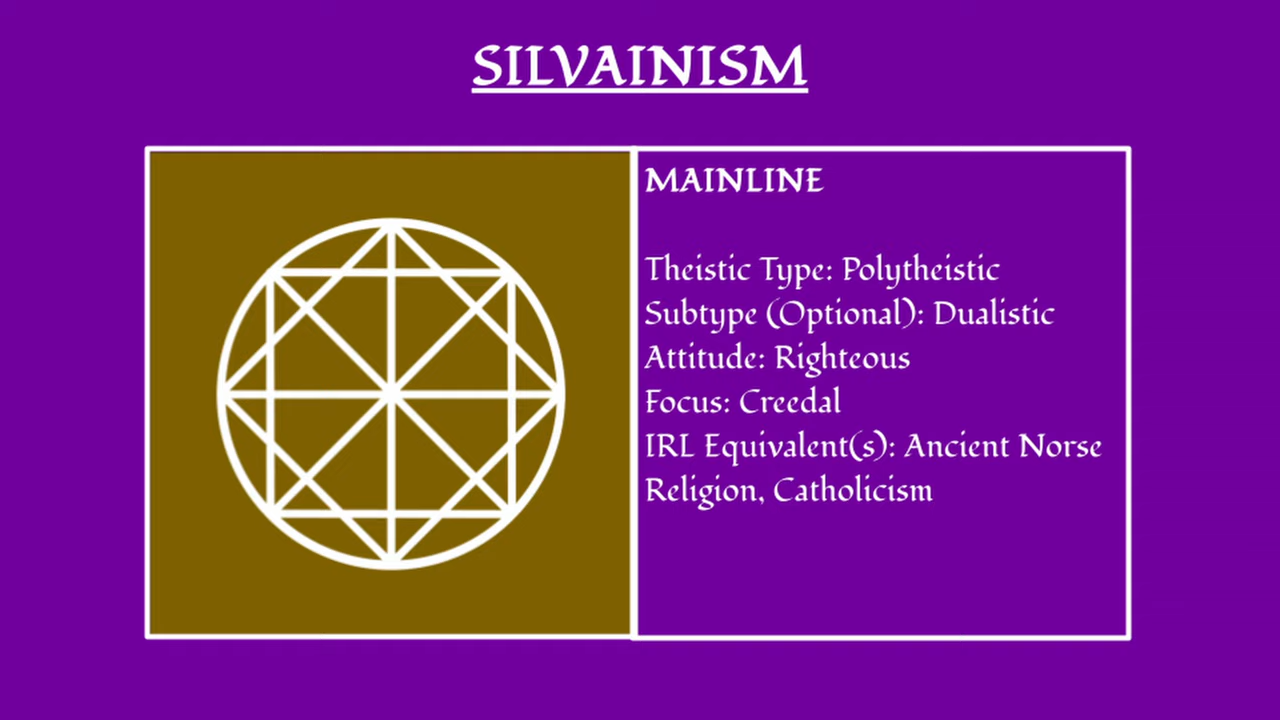 SILVAINISM
MAINLINE
Theistic Type: Polytheistic
Subtype (Optional): Dualistic
Attitude: Righteous
Focus: Creedal
IRL Equivalent(s): Ancient Norse
Religion, Catholicism